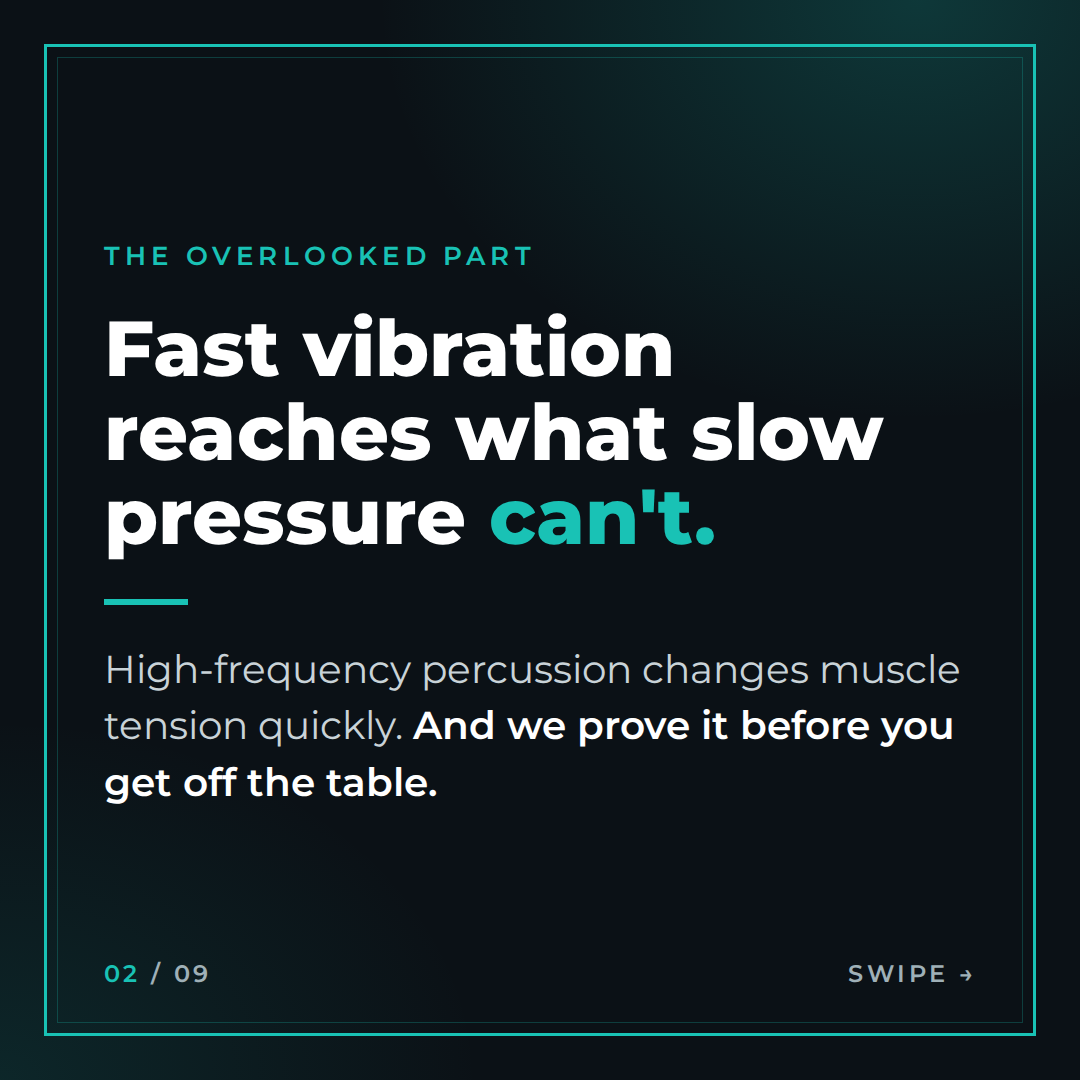 THE OVERLOOKED PART
Fast vibration
reaches what slow
pressure can't.
High-frequency percussion changes muscle
tension quickly. And we prove it before you
get off the table.
02 / 09
SWIPE →